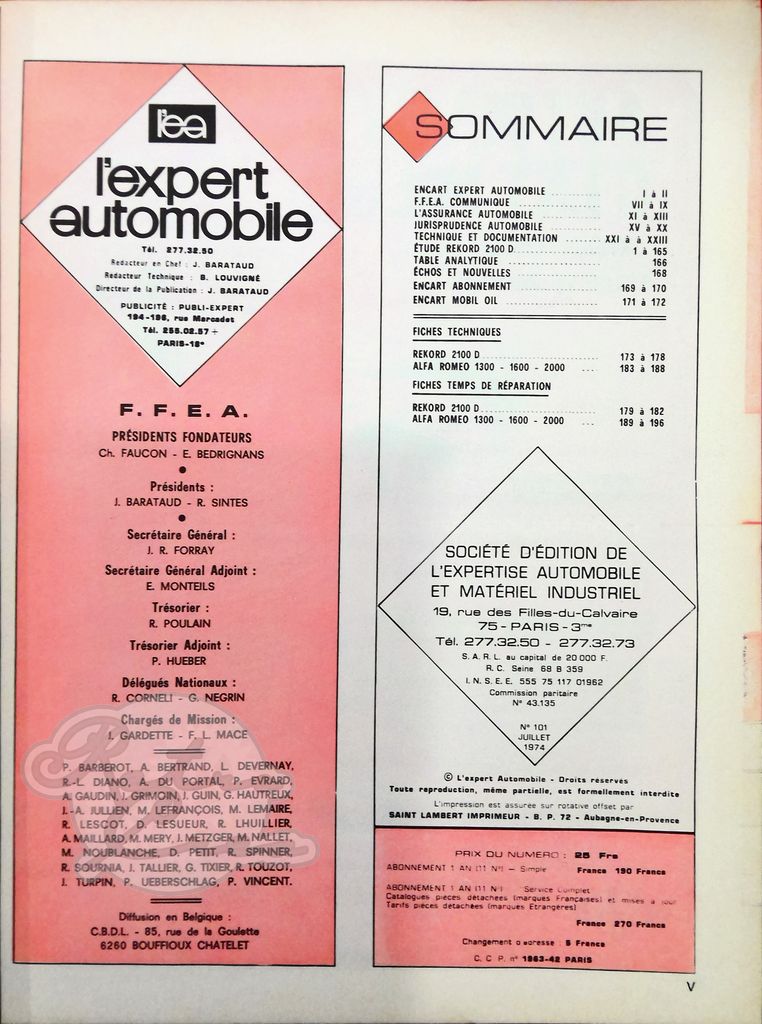 l'ea
l'expert
automobile
Tél. 277.32.50
Rédacteur en Chef : J. BARATAUD
Rédacteur Technique : B. LOUVIGNÉ
Directeur de la Publication : J. BARATAUD
PUBLICITÉ : PUBLI-EXPERT
194-196, rue Marcadet
Tél. 255.02.57 +
PARIS-18e
F. F. E. A.
PRÉSIDENTS FONDATEURS
Ch. FAUCON - E. BEDRIGNANS
Présidents :
J. BARATAUD - R. SINTES
Secrétaire Général :
J. R. FORRAY
Secrétaire Général Adjoint :
E. MONTEILS
Trésorier :
R. POULAIN
Trésorier Adjoint :
P. HUEBER
Délégués Nationaux :
R. CORNELI - G. NEGRIN
Chargés de Mission :
J. GARDETTE - F. L. MACE
P. BARBEROT, A. BERTRAND, L. DEVERNAY,
R.-L. DIANO, A. DU PORTAL, P. EVRARD,
A. GAUDIN, J. GRIMOIN, J. GUIN, G. HAUTREUX,
J.-A. JULLIEN, M. LEFRANÇOIS, M. LEMAIRE,
R. LESCOT, D. LESUEUR, R. LHUILLIER,
A. MAILLARD, M. MERY, J. METZGER, M. NALLET,
M. NOUBLANCHE, D. PETIT, R. SPINNER,
R. SOURNIA, J. TALLIER, G. TIXIER, R. TOUZOT,
J. TURPIN, P. UEBERSCHLAG, P. VINCENT.
Diffusion en Belgique :
C.B.D.L. - 85, rue de la Goulette
6260 BOUFFIOUX CHATELET
SOMMAIRE
ENCART EXPERT AUTOMOBILE ............ I à II
F.F.E.A. COMMUNIQUE ............ VII à IX
L'ASSURANCE AUTOMOBILE ............ XI à XIII
JURISPRUDENCE AUTOMOBILE ............ XV à XX
TECHNIQUE ET DOCUMENTATION ........ XXI à à XXIII
ÉTUDE REKORD 2100 D ............ 1 à 165
TABLE ANALYTIQUE ............ 166
ÉCHOS ET NOUVELLES ............ 168
ENCART ABONNEMENT ............ 169 à 170
ENCART MOBIL OIL ............ 171 à 172
FICHES TECHNIQUES
REKORD 2100 D ............ 173 à 178
ALFA ROMEO 1300 - 1600 - 2000 ... 183 à 188
FICHES TEMPS DE RÉPARATION
REKORD 2100 D ............ 179 à 182
ALFA ROMEO 1300 - 1600 - 2000 ... 189 à 196
SOCIÉTÉ D'ÉDITION DE
L'EXPERTISE AUTOMOBILE
ET MATÉRIEL INDUSTRIEL
19, rue des Filles-du-Calvaire
75 - PARIS - 3me
Tél. 277.32.50 - 277.32.73
S.A.R.L. au capital de 20 000 F.
R.C. Seine 68 B 359
I.N.S.E.E. 555 75 117 01962
Commission paritaire
N° 43.135
N° 101
JUILLET
1974
© L'expert Automobile - Droits réservés
Toute reproduction, même partielle, est formellement interdite
L'impression est assurée sur rotative offset par
SAINT LAMBERT IMPRIMEUR - B. P. 72 - Aubagne-en-Provence
PRIX DU NUMERO : 25 Frs
ABONNEMENT 1 AN (11 N°) - Simple France 190 Francs
ABONNEMENT 1 AN (11 N°) Service Complet
Catalogues pièces détachées (marques Françaises) et mises à jour
Tarifs pièces détachées (marques Etrangères)
France 270 Francs
Changement d'adresse : 5 Francs
C. C. P. n° 1963-42 PARIS
V